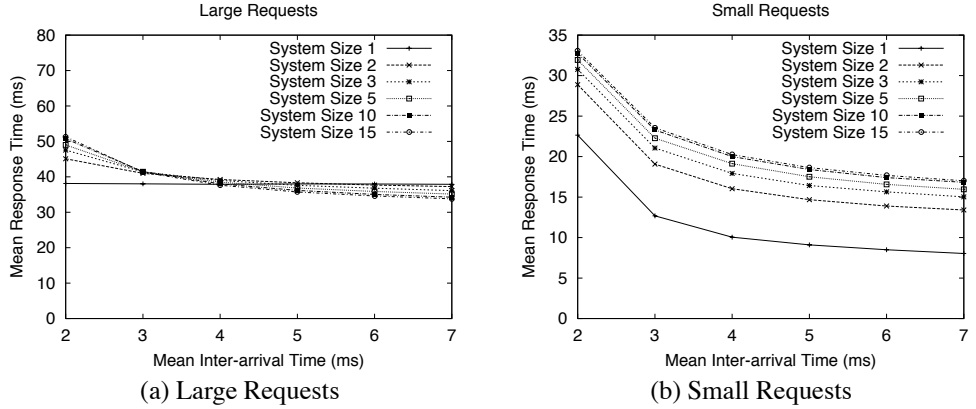 Large Requests
Mean Response Time (ms)
80
70
60
50
40
30
20
10
0
System Size 1
System Size 2
System Size 3
System Size 5
System Size 10
System Size 15
2 3 4 5 6 7
Mean Inter-arrival Time (ms)
(a) Large Requests
Small Requests
Mean Response Time (ms)
35
30
25
20
15
10
5
0
System Size 1
System Size 2
System Size 3
System Size 5
System Size 10
System Size 15
2 3 4 5 6 7
Mean Inter-arrival Time (ms)
(b) Small Requests